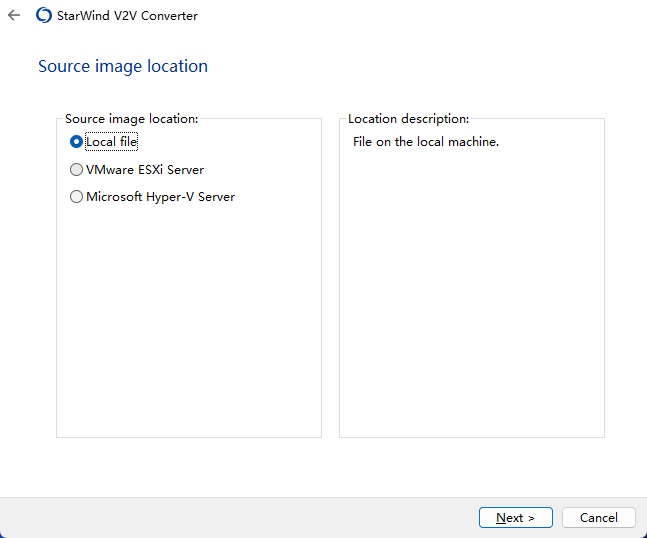 StarWind V2V Converter
Source image location
Source image location:
Local file
VMware ESXi Server
Microsoft Hyper-V Server
Location description:
File on the local machine.
Next >
Cancel